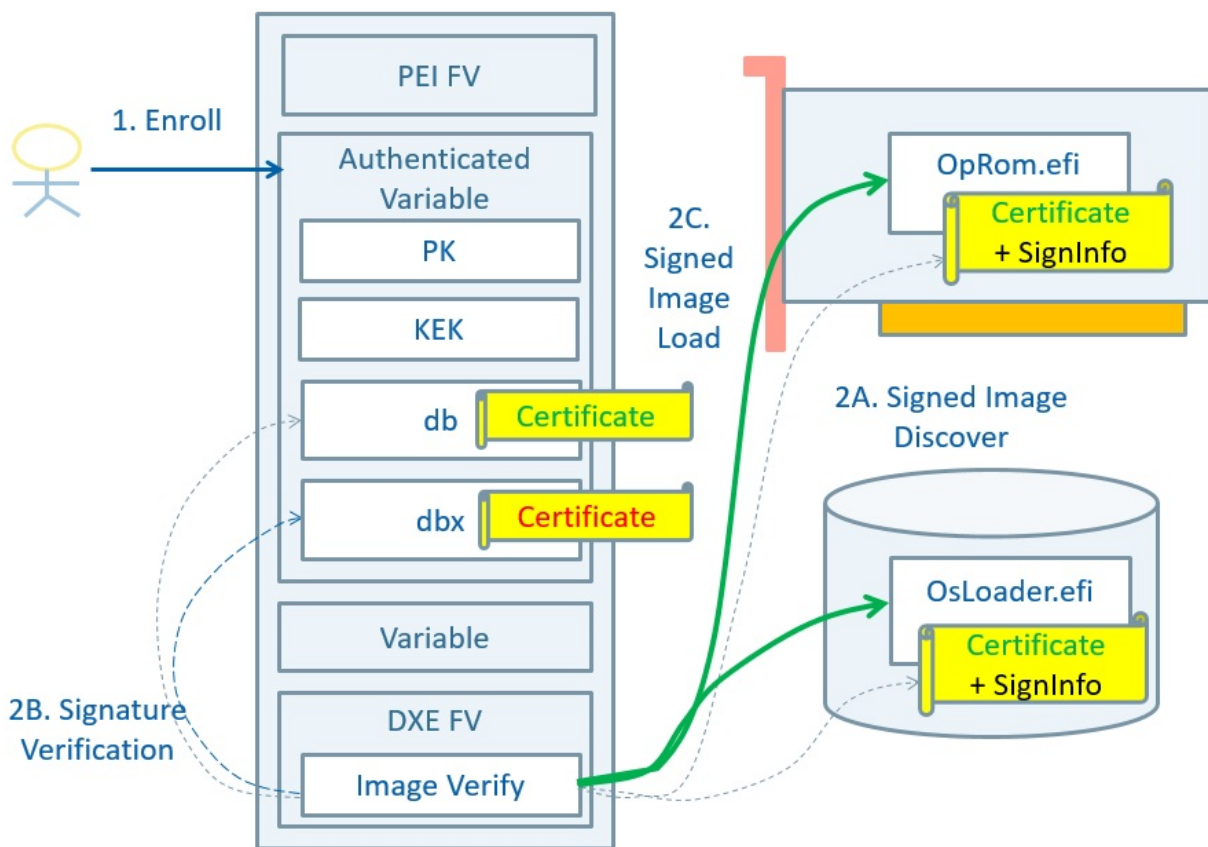 PEI FV
1. Enroll
Authenticated
Variable
PK
KEK
db
Certificate
dbx
Certificate
Variable
DXE FV
Image Verify
2B. Signature
Verification
2C.
Signed
Image
Load
OpRom.efi
Certificate
+ SignInfo
2A. Signed Image
Discover
OsLoader.efi
Certificate
+ SignInfo